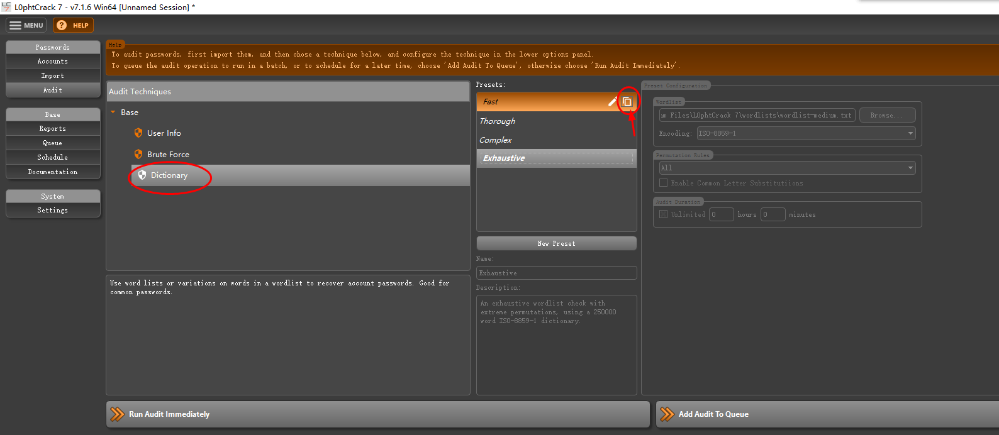 L0phtCrack 7 - v7.1.6 Win64 [Unnamed Session] *
MENU
HELP
Passwords
Accounts
Import
Audit
Base
Reports
Queue
Schedule
Documentation
System
Settings
Help
To audit passwords, first import them, and then chose a technique below, and configure the technique in the lower options panel.
To queue the audit operation to run in a batch, or to schedule for a later time, choose 'Add Audit To Queue', otherwise choose 'Run Audit Immediately'.
Audit Techniques
Base
User Info
Brute Force
Dictionary
Use word lists or variations on words in a wordlist to recover account passwords. Good for
common passwords.
Presets:
Fast
Thorough
Complex
Exhaustive
New Preset
Name:
Exhaustive
Description:
An exhaustive wordlist check with
extreme permutations, using a 250000
word ISO-8859-1 dictionary.
Preset Configuration
Wordlist
am Files\L0phtCrack 7\wordlists\wordlist-medium.txt
Browse...
Encoding: ISO-8859-1
Permutation Rules
All
Enable Common Letter Substitutiions
Audit Duration
Unlimited 0 hours 0 minutes
Run Audit Immediately
Add Audit To Queue